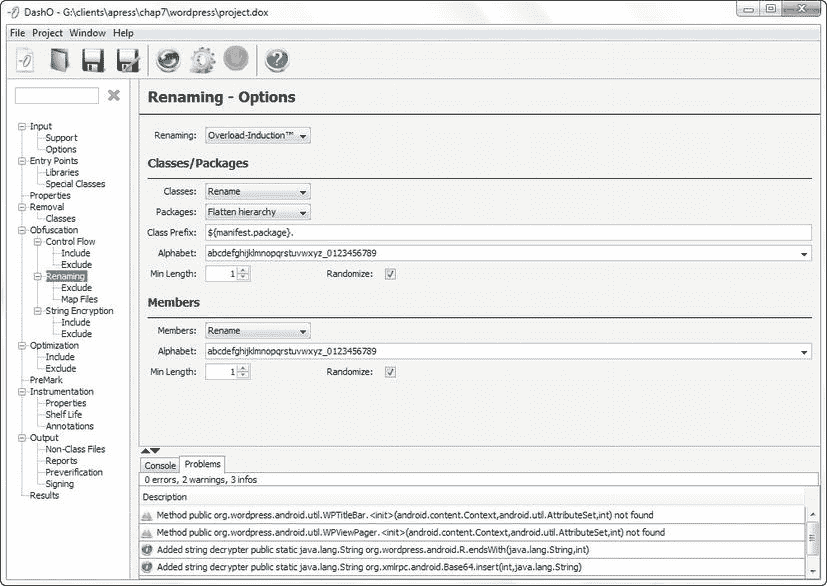 DashO - G:\clients\apress\chap7\wordpress\project.dox
File Project Window Help
Renaming - Options
Renaming: Overload-Induction™
Classes/Packages
Classes: Rename
Packages: Flatten hierarchy
Class Prefix: ${manifest.package}.
Alphabet: abcdefghijklmnopqrstuvwxyz_0123456789
Min Length: 1 Randomize:
Members
Members: Rename
Alphabet: abcdefghijklmnopqrstuvwxyz_0123456789
Min Length: 1 Randomize:
Input
Support
Options
Entry Points
Libraries
Special Classes
Properties
Removal
Classes
Obfuscation
Control Flow
Include
Exclude
Renaming
Exclude
Map Files
String Encryption
Include
Exclude
Optimization
Include
Exclude
PreMark
Instrumentation
Properties
Shelf Life
Annotations
Output
Non-Class Files
Reports
Preverification
Signing
Results
Console Problems
0 errors, 2 warnings, 3 infos
Description
Method public org.wordpress.android.util.WPTitleBar.<init>(android.content.Context,android.util.AttributeSet,int) not found
Method public org.wordpress.android.util.WPViewPager.<init>(android.content.Context,android.util.AttributeSet,int) not found
Added string decrypter public static java.lang.String org.wordpress.android.R.endsWith(java.lang.String,int)
Added string decrypter public static java.lang.String org.xmlrpc.android.Base64.insert(int,java.lang.String)